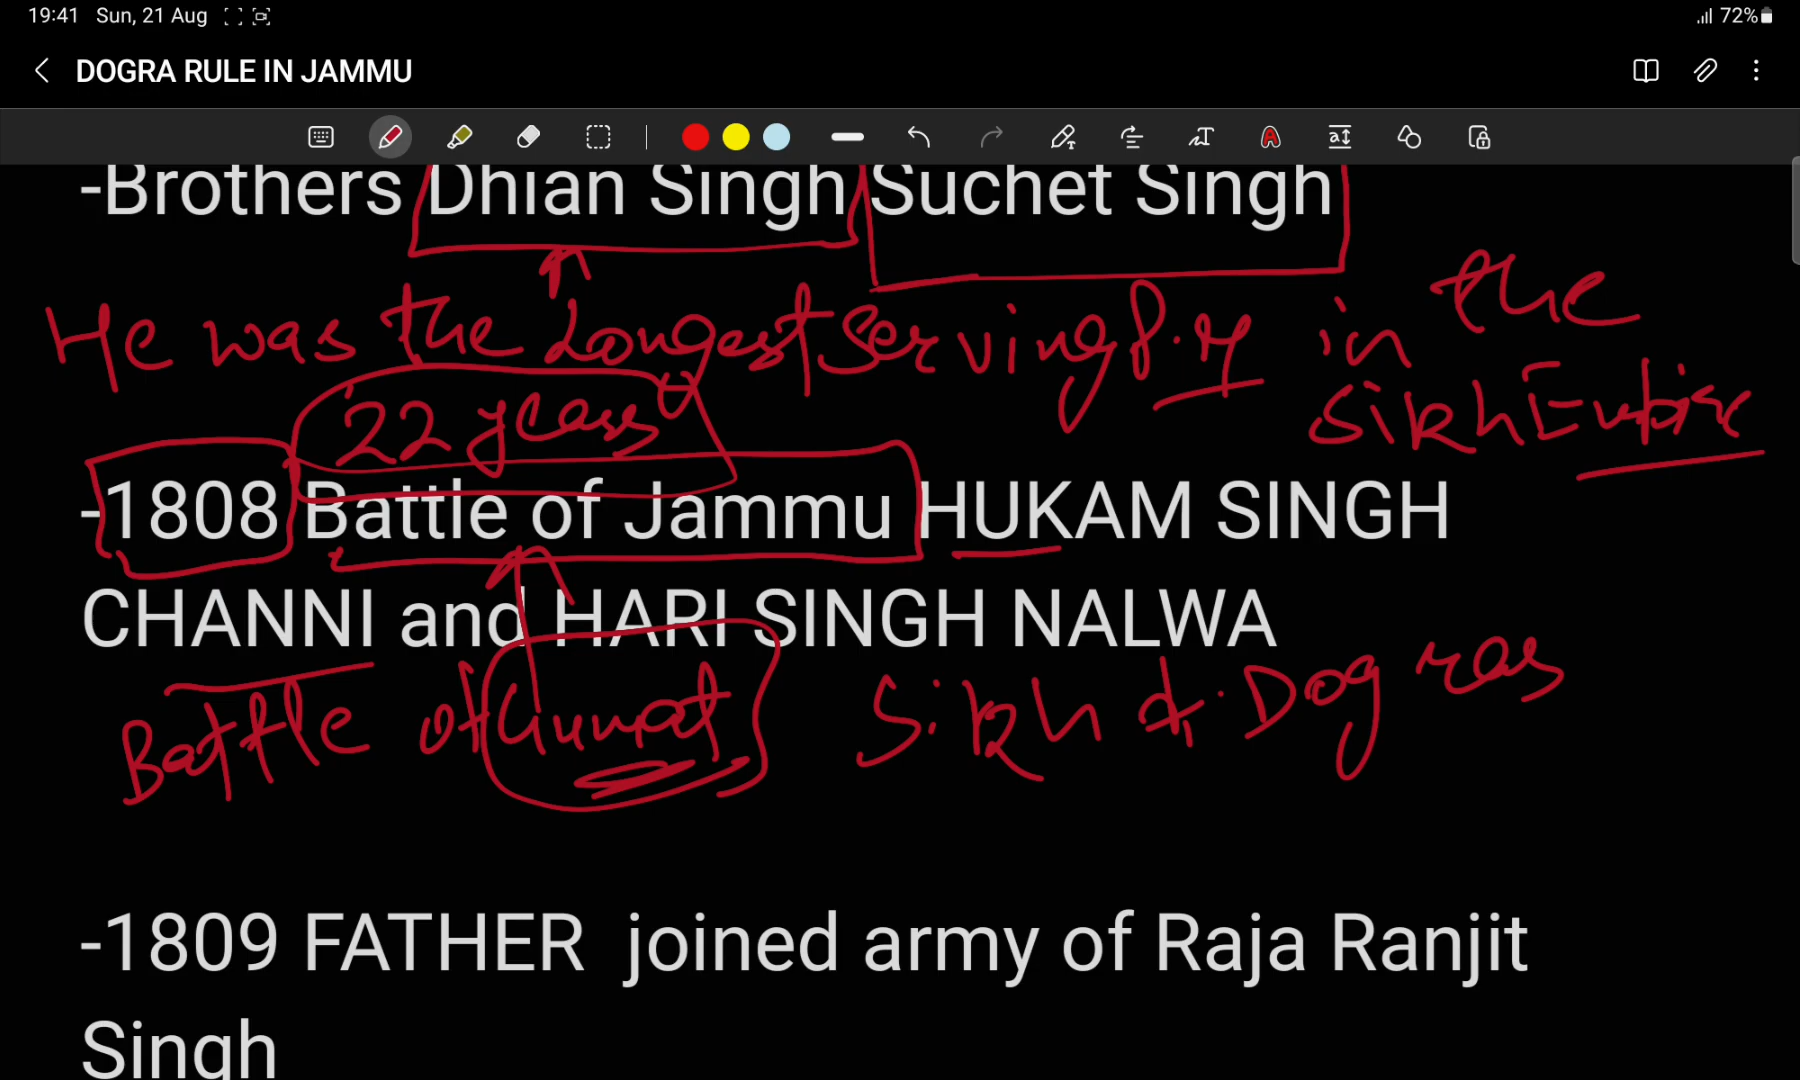 19:41 Sun, 21 Aug 72%
DOGRA RULE IN JAMMU
-Brothers Dhian Singh Suchet Singh
He was the Longest Serving P.M in the
Sikh Empire
22 years
-1808 Battle of Jammu HUKAM SINGH
CHANNI and HARI SINGH NALWA
Battle of Gumat Sikh & Dogras
-1809 FATHER joined army of Raja Ranjit
Singh